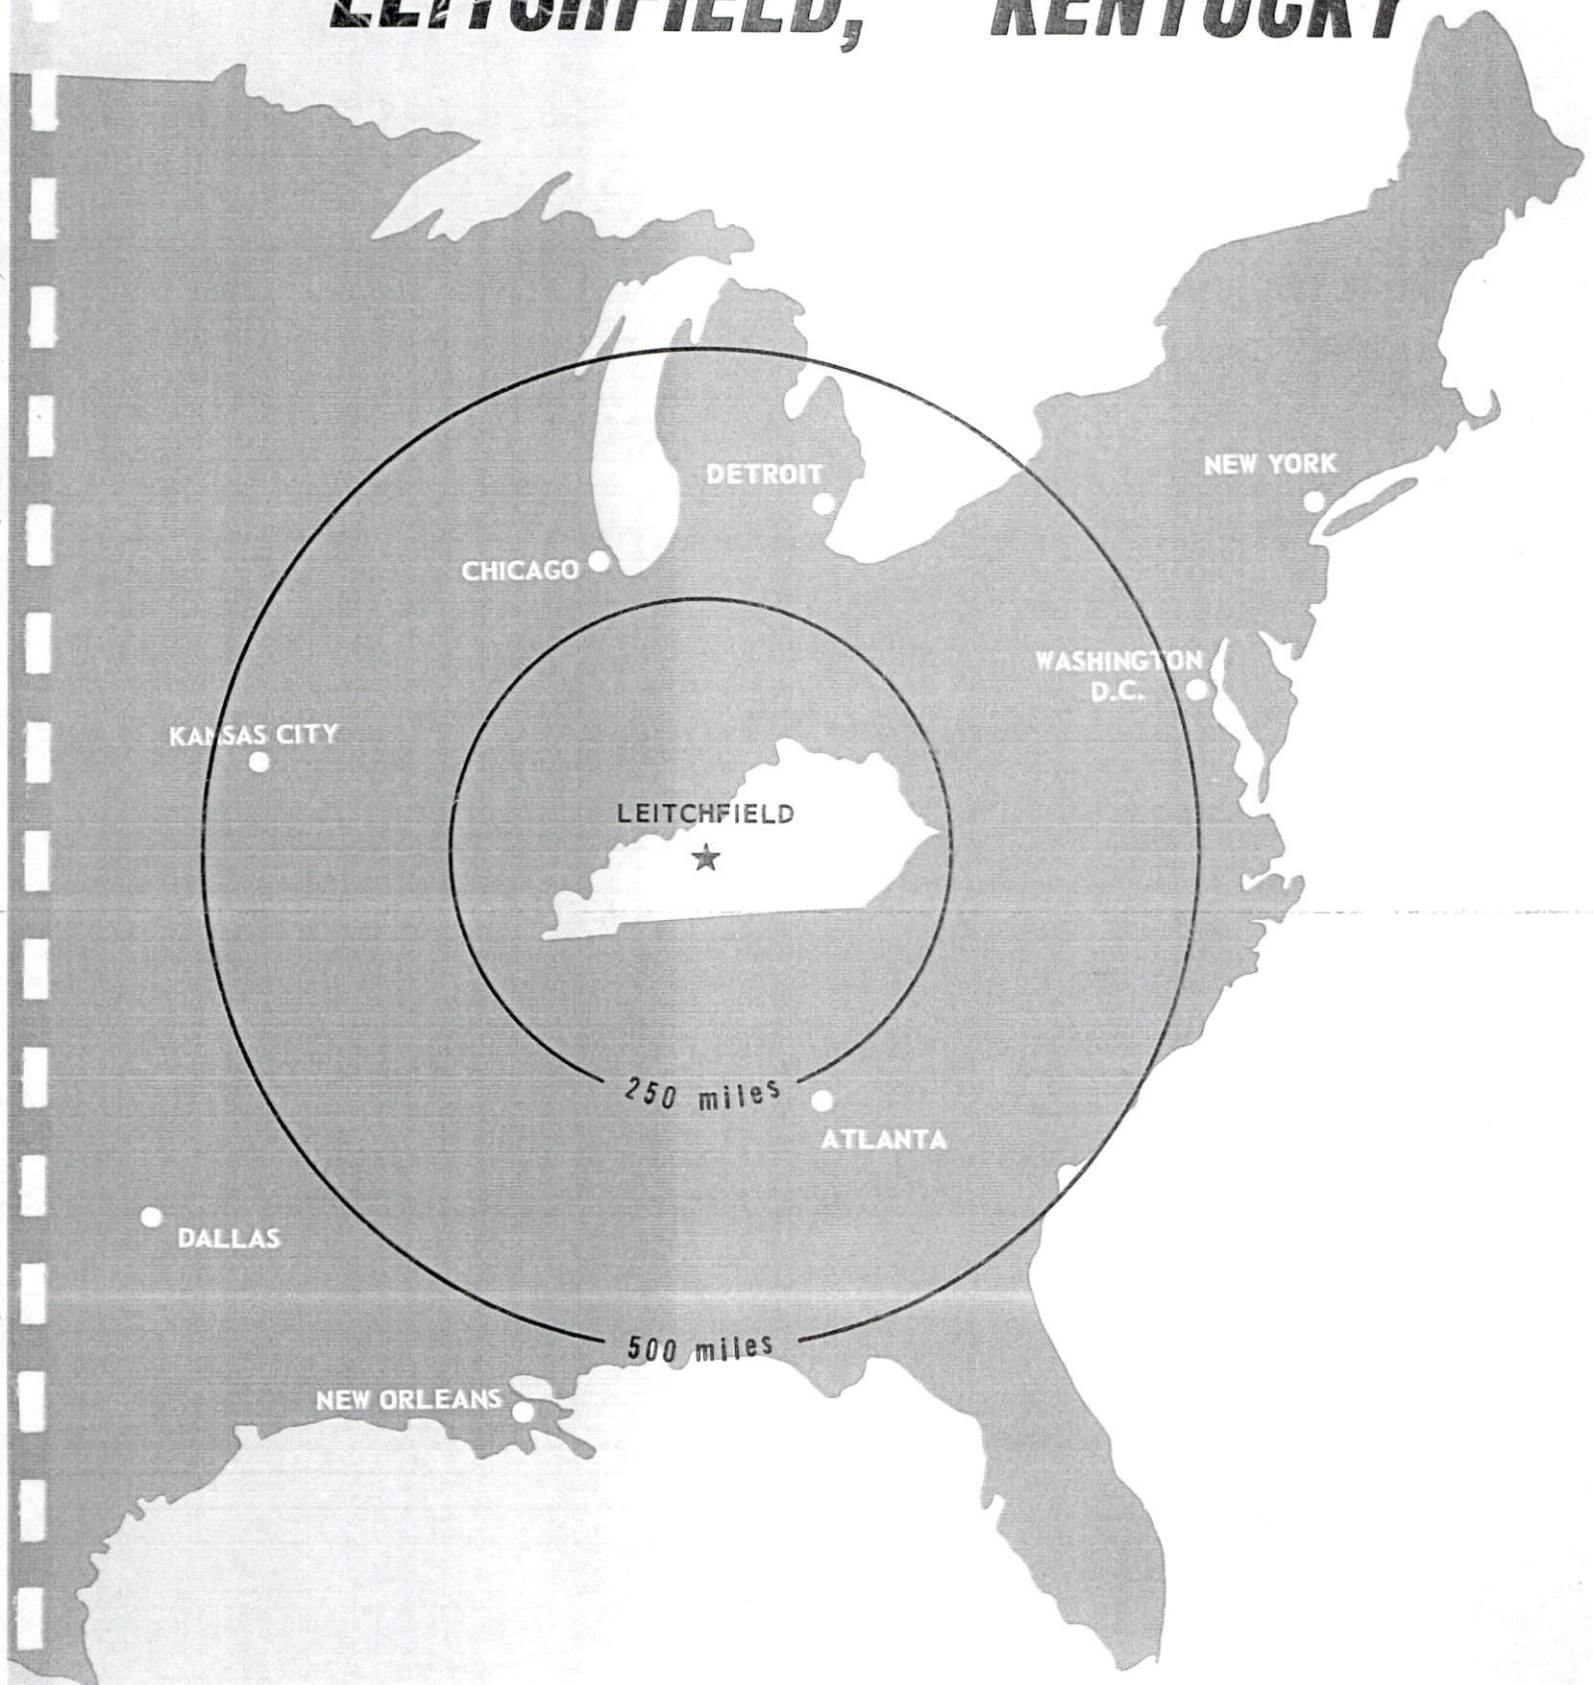 LEITCHFIELD, KENTUCKY
DETROIT
NEW YORK
CHICAGO
WASHINGTON
D.C.
KANSAS CITY
LEITCHFIELD
250 miles
ATLANTA
DALLAS
500 miles
NEW ORLEANS